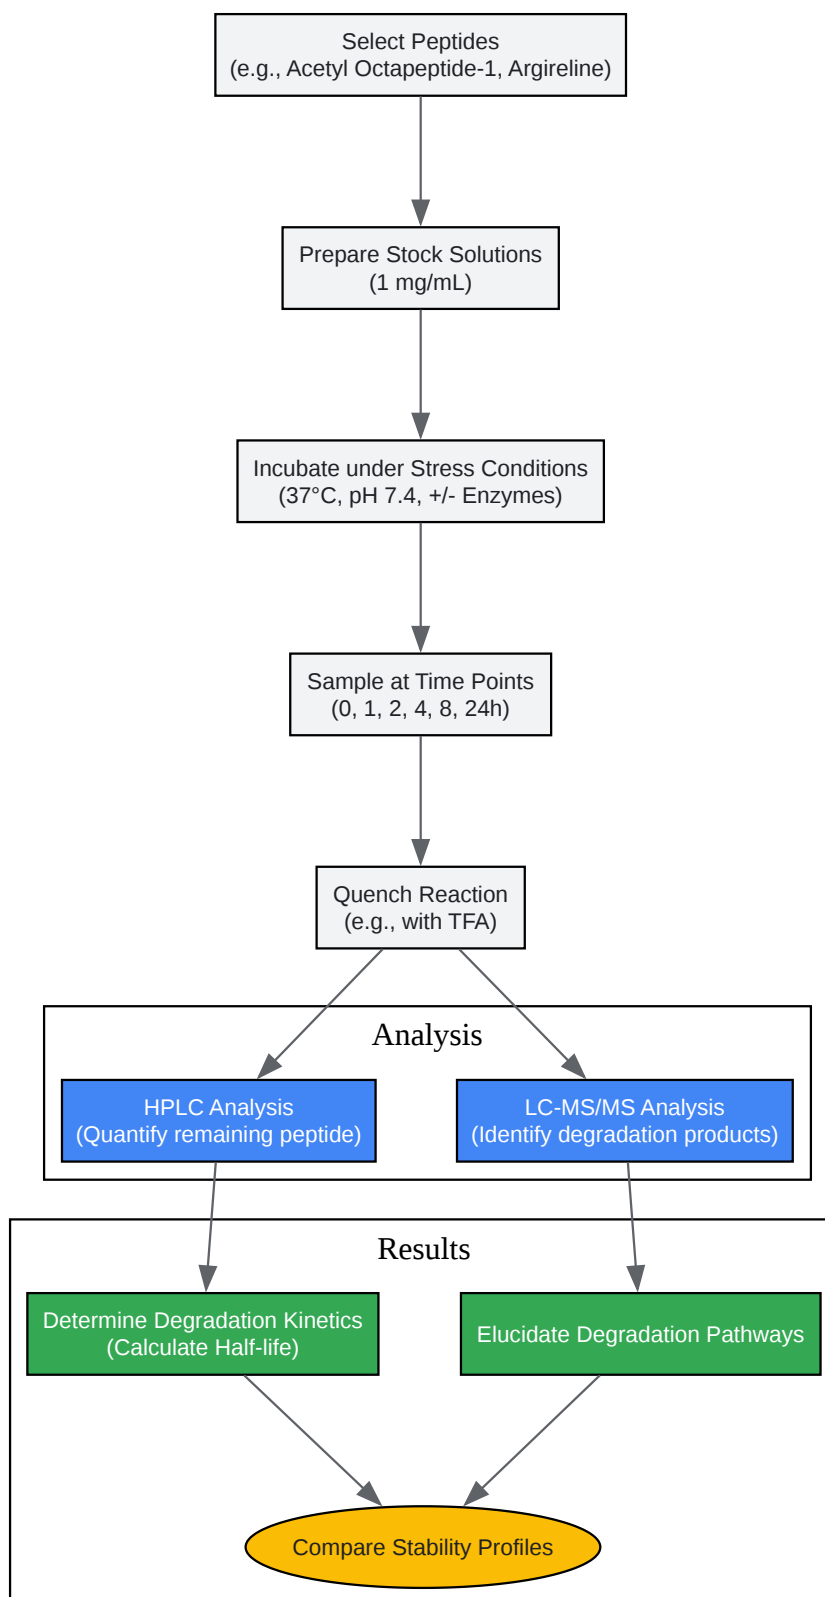 Select Peptides
(e.g., Acetyl Octapeptide-1, Argireline)
Prepare Stock Solutions
(1 mg/mL)
Incubate under Stress Conditions
(37°C, pH 7.4, +/- Enzymes)
Sample at Time Points
(0, 1, 2, 4, 8, 24h)
Quench Reaction
(e.g., with TFA)
Analysis
HPLC Analysis
(Quantify remaining peptide)
LC-MS/MS Analysis
(Identify degradation products)
Results
Determine Degradation Kinetics
(Calculate Half-life)
Elucidate Degradation Pathways
Compare Stability Profiles